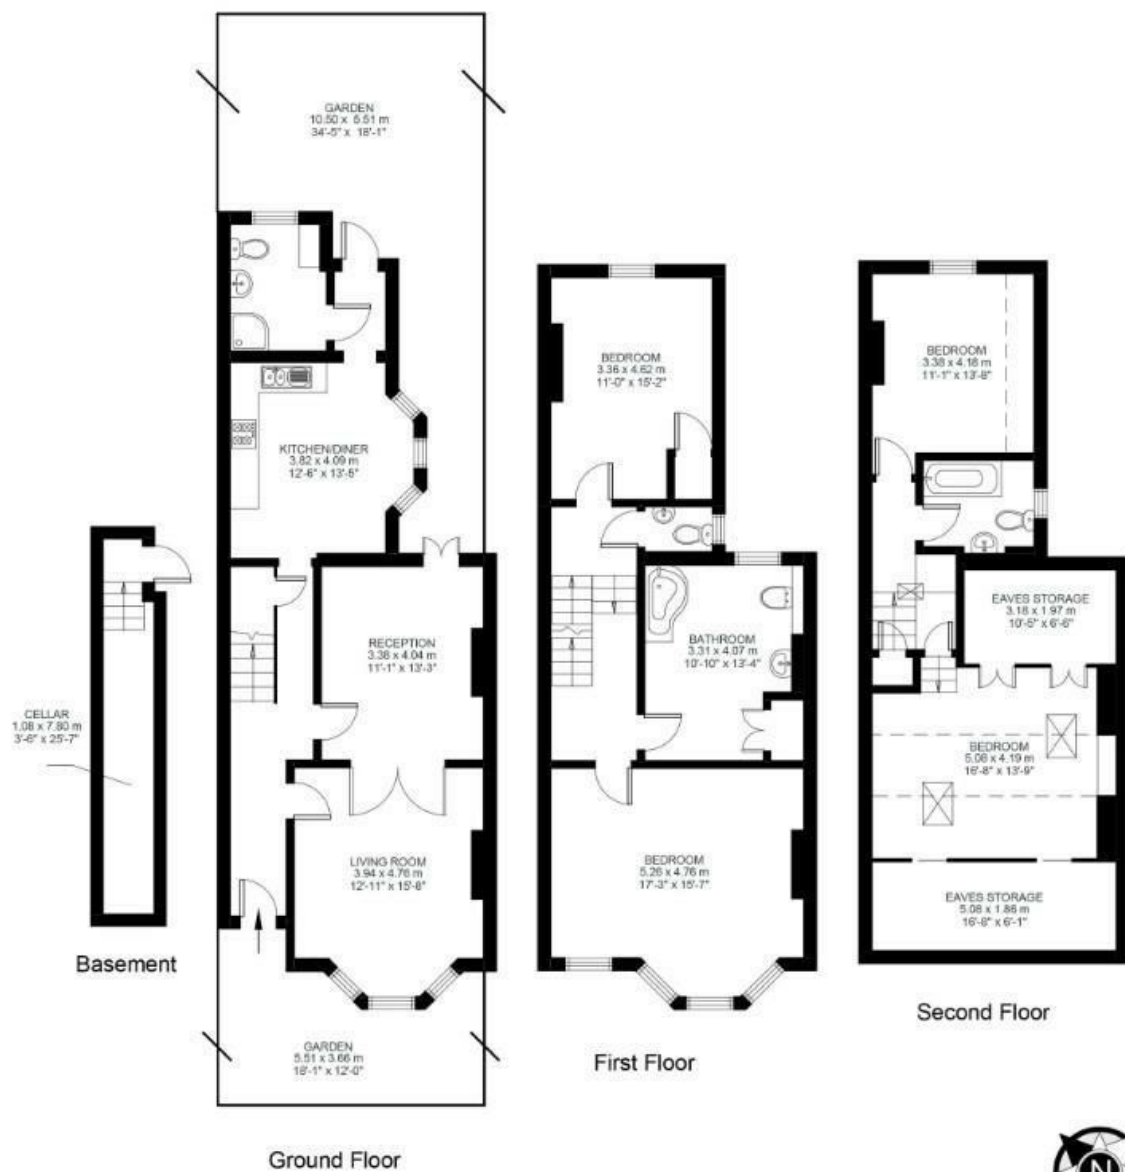 GARDEN
10.50 x 5.51 m
34'-5" x 18'-1"
KITCHEN/DINER
3.82 x 4.09 m
12'-6" x 13'-5"
RECEPTION
3.38 x 4.04 m
11'-1" x 13'-3"
CELLAR
1.08 x 7.80 m
3'-6" x 25'-7"
LIVING ROOM
3.94 x 4.76 m
12'-11" x 15'-8"
Basement
GARDEN
5.51 x 3.66 m
18'-1" x 12'-0"
Ground Floor
BEDROOM
3.36 x 4.62 m
11'-0" x 15'-2"
BATHROOM
3.31 x 4.07 m
10'-10" x 13'-4"
BEDROOM
5.26 x 4.76 m
17'-3" x 15'-7"
First Floor
BEDROOM
3.38 x 4.18 m
11'-1" x 13'-8"
EAVES STORAGE
3.18 x 1.97 m
10'-5" x 6'-6"
BEDROOM
5.08 x 4.19 m
16'-8" x 13'-9"
EAVES STORAGE
5.08 x 1.86 m
16'-8" x 6'-1"
Second Floor
N